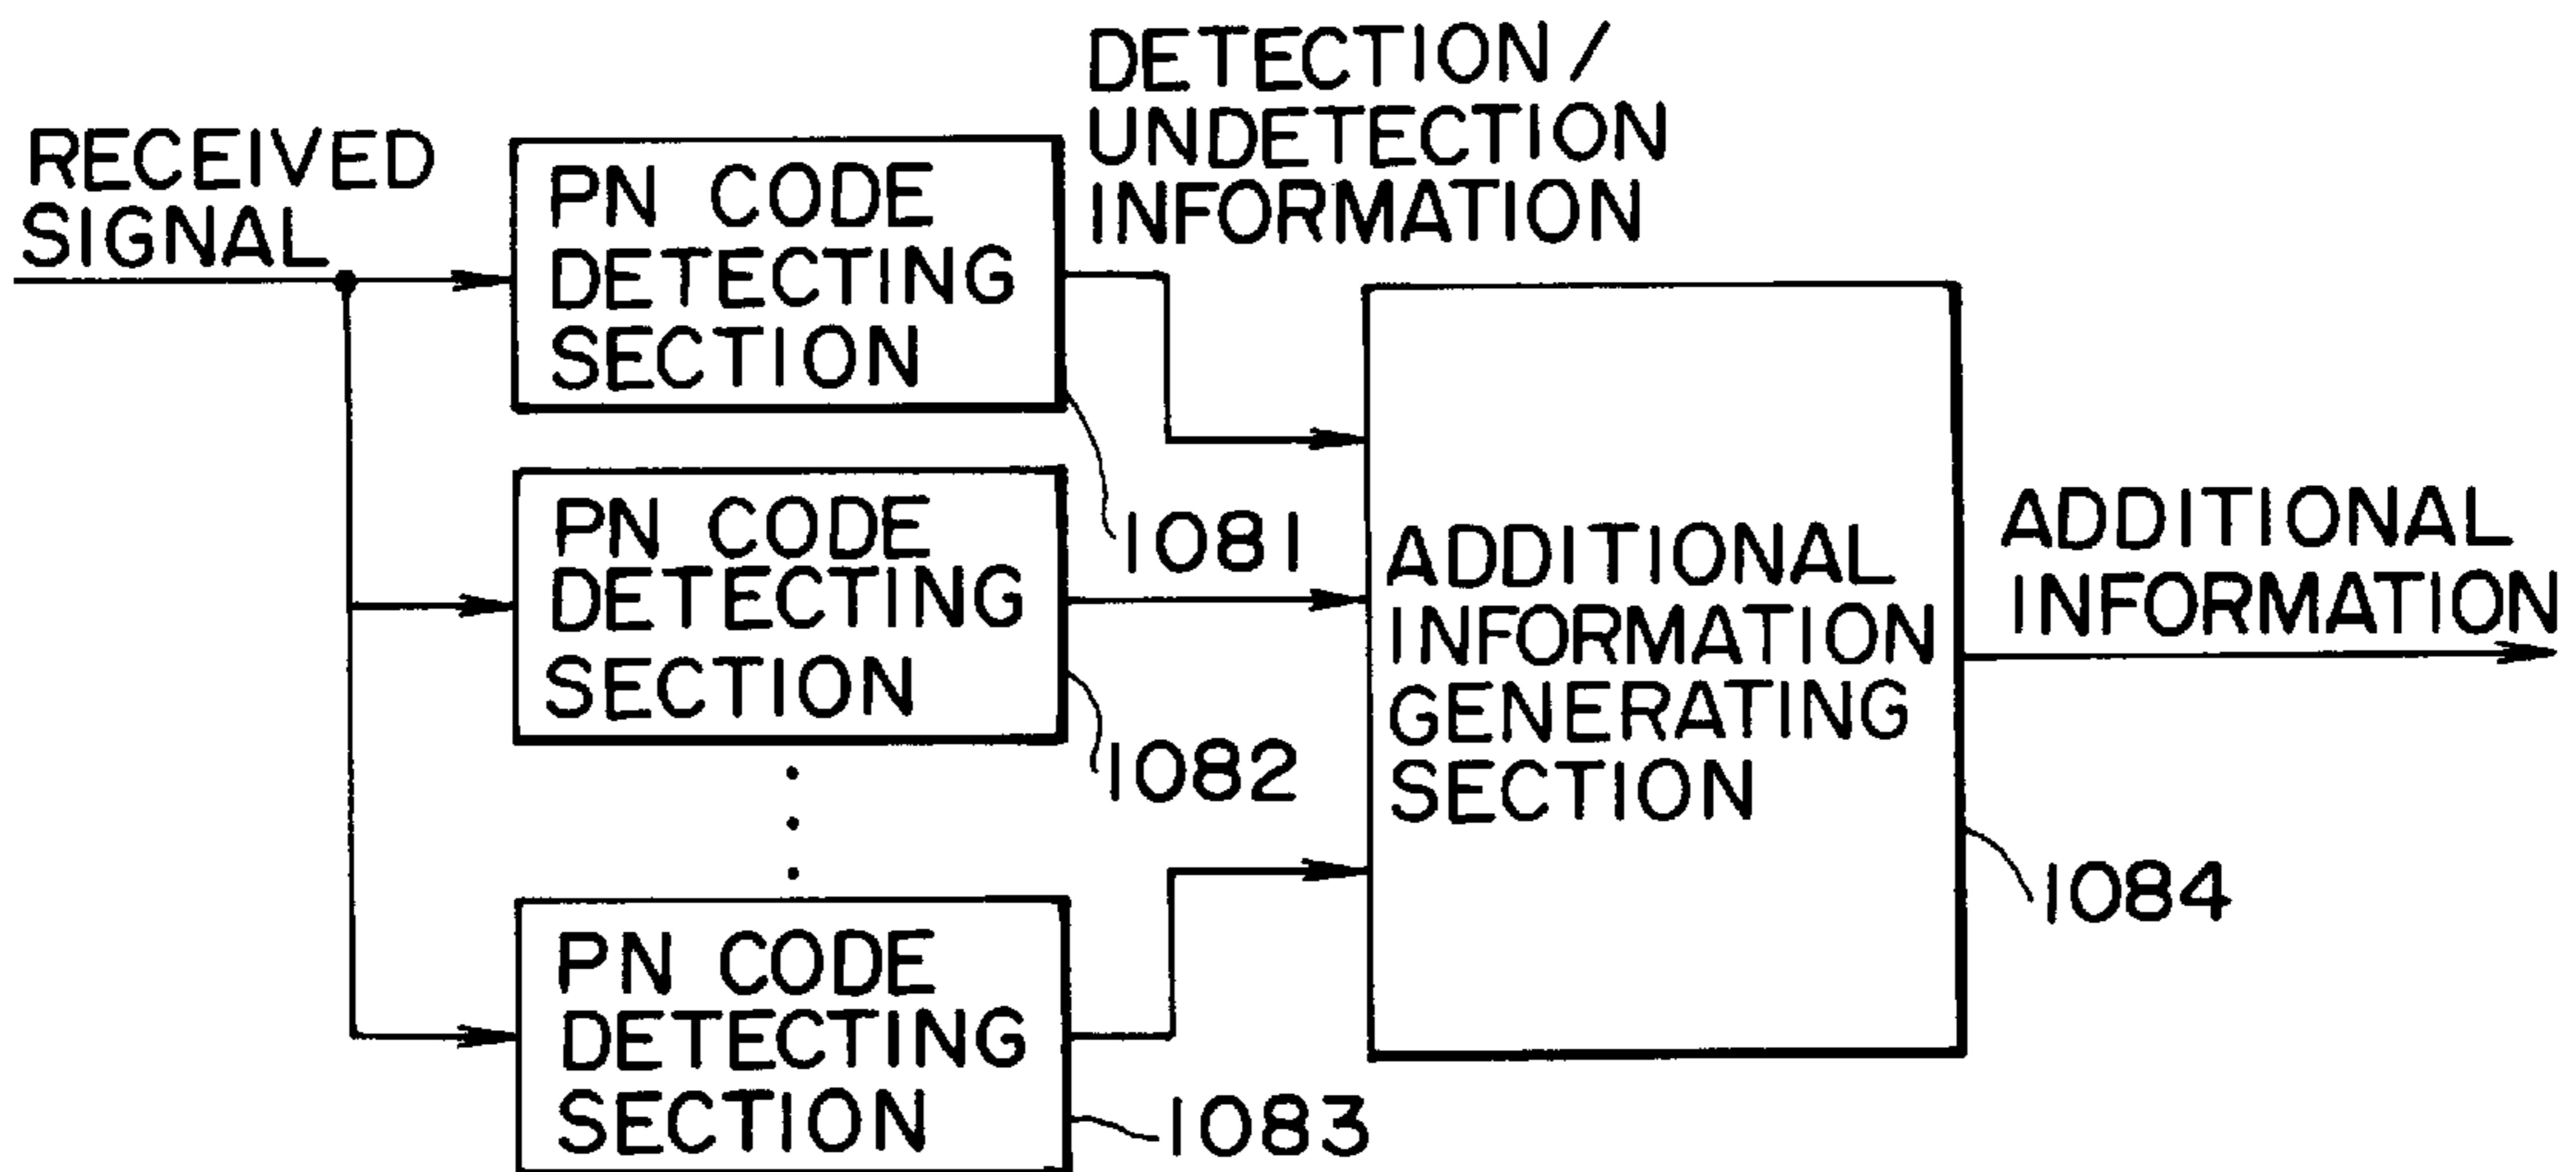 RECEIVED
SIGNAL
PN CODE
DETECTING
SECTION
1081
DETECTION/
UNDETECTION
INFORMATION
PN CODE
DETECTING
SECTION
1082
PN CODE
DETECTING
SECTION
1083
ADDITIONAL
INFORMATION
GENERATING
SECTION
1084
ADDITIONAL
INFORMATION